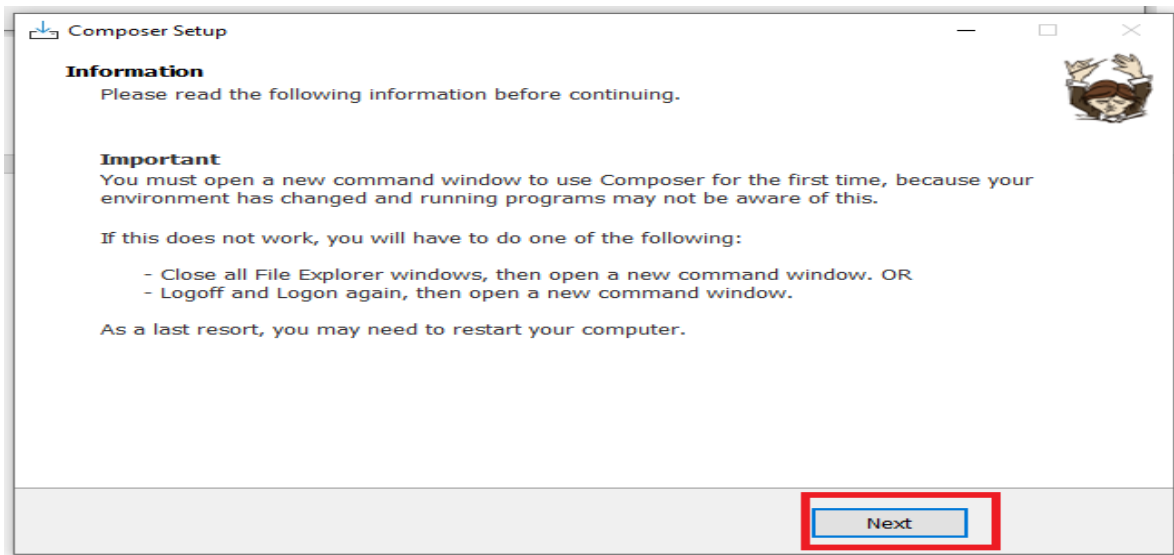 Composer Setup
Information
Please read the following information before continuing.
Important
You must open a new command window to use Composer for the first time, because your
environment has changed and running programs may not be aware of this.
If this does not work, you will have to do one of the following:
- Close all File Explorer windows, then open a new command window. OR
- Logoff and Logon again, then open a new command window.
As a last resort, you may need to restart your computer.
Next